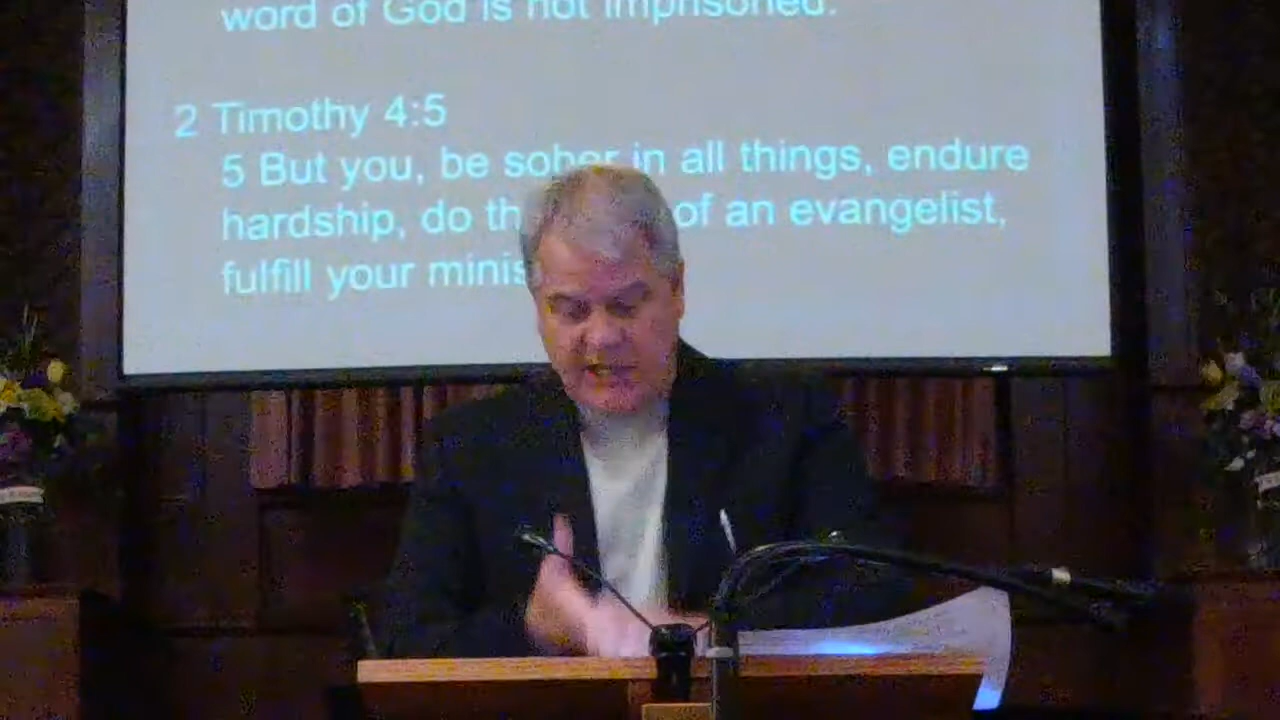 word of God is not imprisoned.
2 Timothy 4:5
5 But you, be sober in all things, endure
hardship, do th of an evangelist,
fulfill your minis